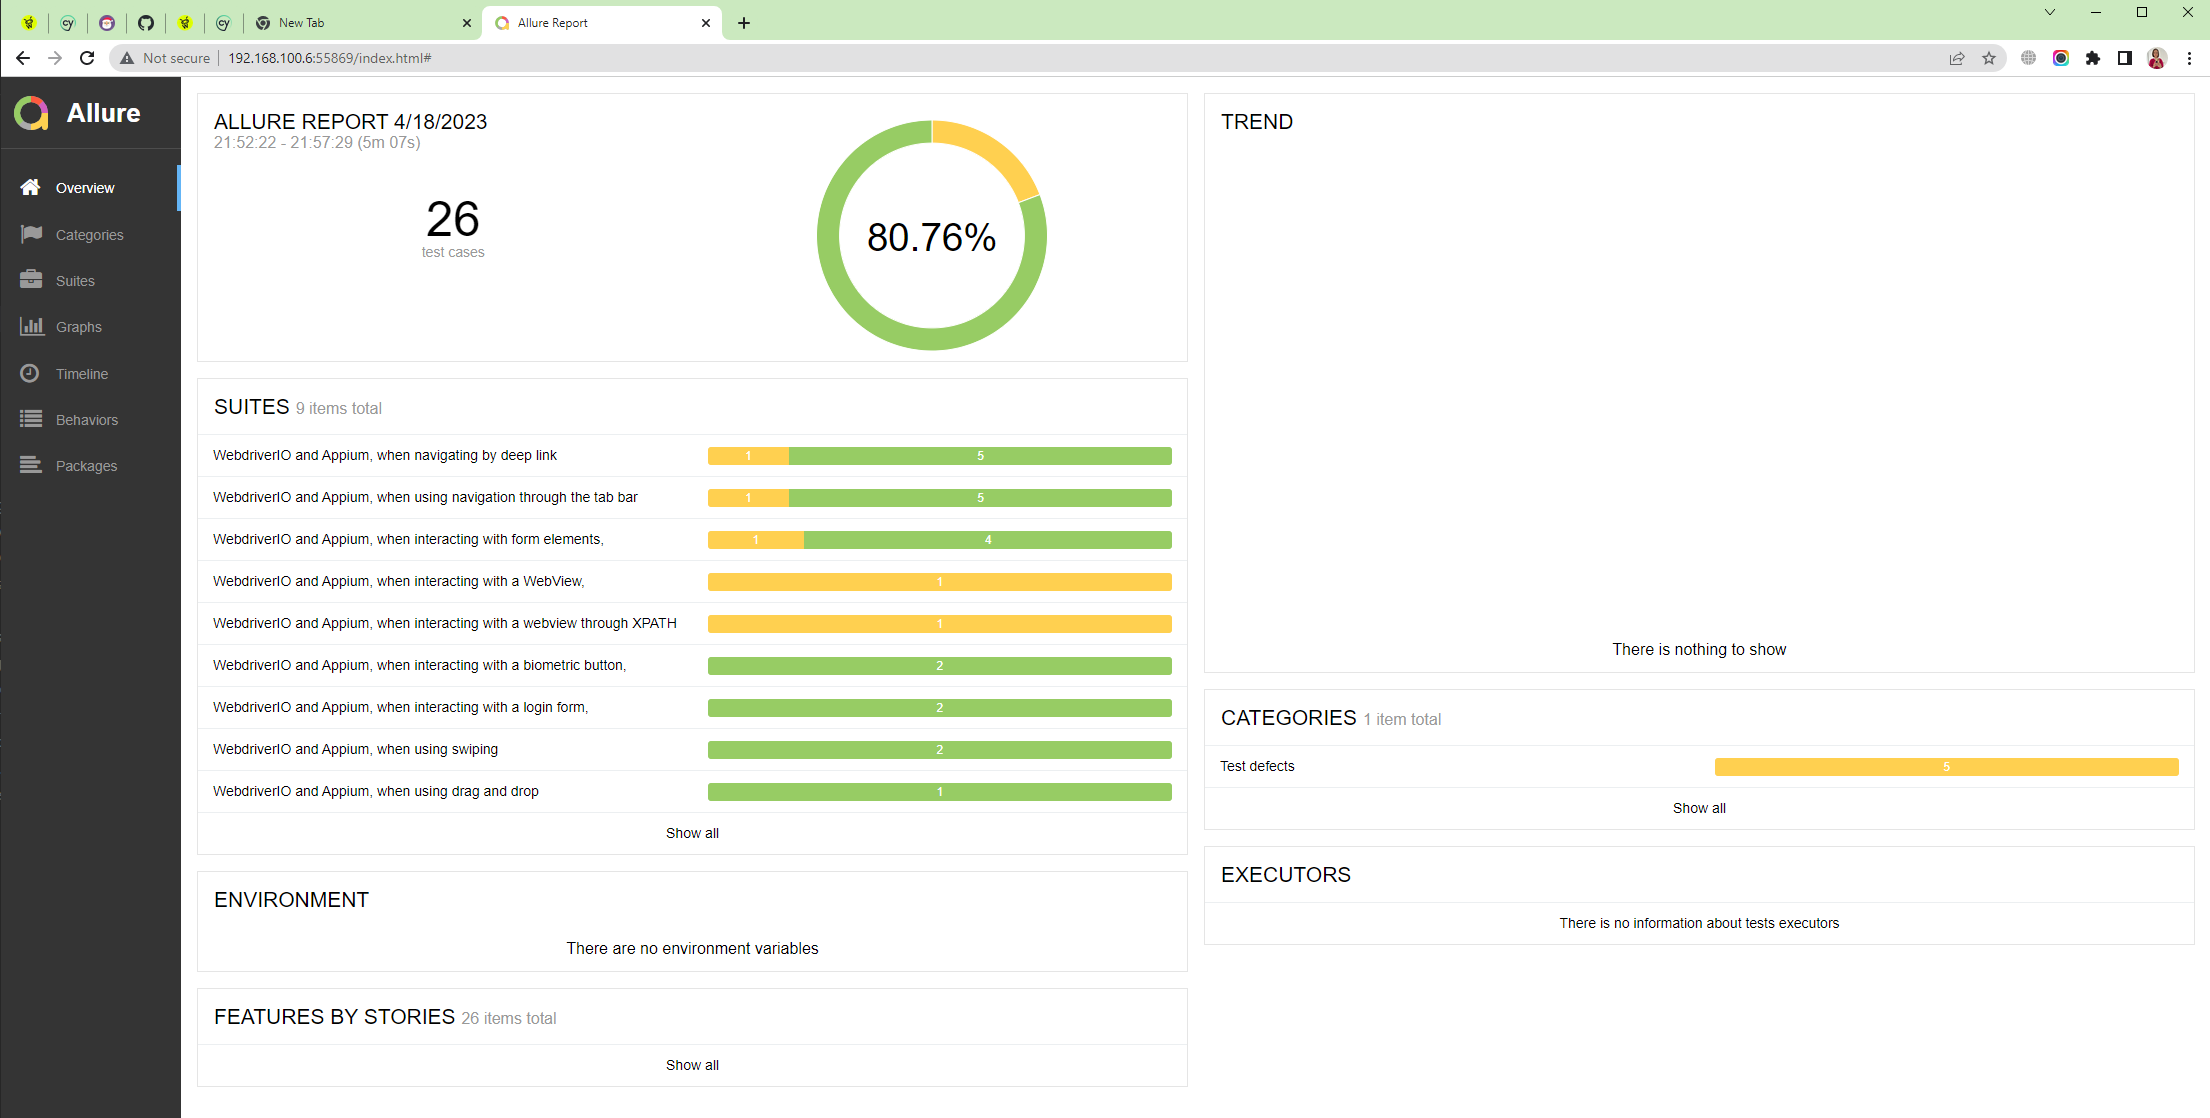 New Tab
Allure Report
Not secure
192.168.100.6:55869/index.html#
Allure
Overview
Categories
Suites
Graphs
Timeline
Behaviors
Packages
ALLURE REPORT 4/18/2023
21:52:22 - 21:57:29 (5m 07s)
26
test cases
80.76%
SUITES 9 items total
WebdriverIO and Appium, when navigating by deep link 1 5
WebdriverIO and Appium, when using navigation through the tab bar 1 5
WebdriverIO and Appium, when interacting with form elements, 1 4
WebdriverIO and Appium, when interacting with a WebView, 1
WebdriverIO and Appium, when interacting with a webview through XPATH 1
WebdriverIO and Appium, when interacting with a biometric button, 2
WebdriverIO and Appium, when interacting with a login form, 2
WebdriverIO and Appium, when using swiping 2
WebdriverIO and Appium, when using drag and drop 1
Show all
ENVIRONMENT
There are no environment variables
FEATURES BY STORIES 26 items total
Show all
TREND
There is nothing to show
CATEGORIES 1 item total
Test defects 5
Show all
EXECUTORS
There is no information about tests executors